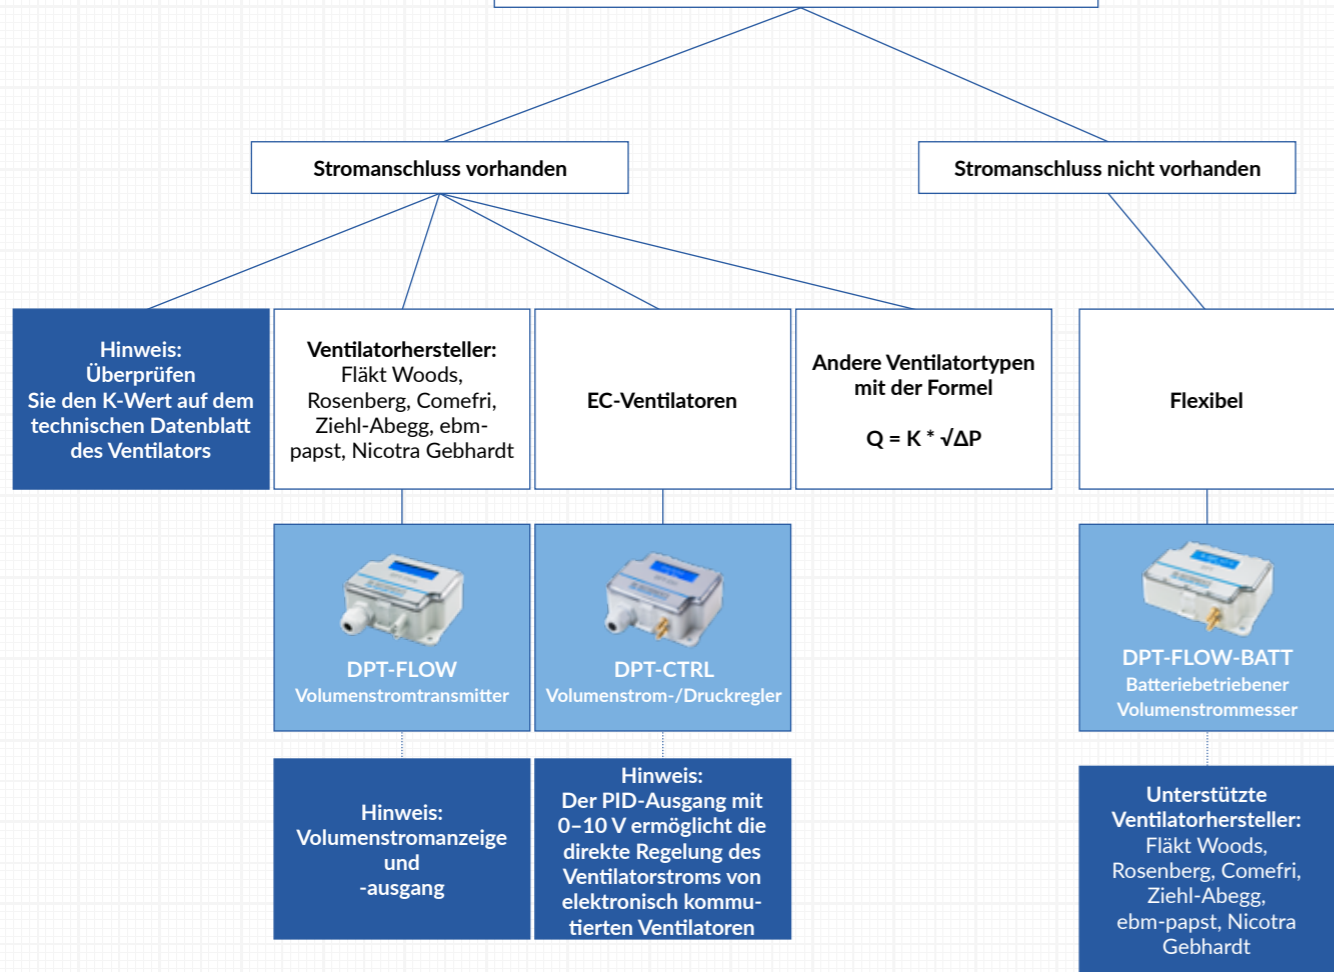 Stromanschluss vorhanden
Stromanschluss nicht vorhanden
Hinweis:
Überprüfen
Sie den K-Wert auf dem
technischen Datenblatt
des Ventilators
Ventilatorhersteller:
Fläkt Woods,
Rosenberg, Comefri,
Ziehl-Abegg, ebm-
papst, Nicotra Gebhardt
EC-Ventilatoren
Andere Ventilatortypen
mit der Formel
Q = K * √ΔP
Flexibel
DPT-FLOW
Volumenstromtransmitter
DPT-CTRL
Volumenstrom-/Druckregler
DPT-FLOW-BATT
Batteriebetriebener
Volumenstrommesser
Hinweis:
Volumenstromanzeige
und
-ausgang
Hinweis:
Der PID-Ausgang mit
0–10 V ermöglicht die
direkte Regelung des
Ventilatorstroms von
elektronisch kommu-
tierten Ventilatoren
Unterstützte
Ventilatorhersteller:
Fläkt Woods,
Rosenberg, Comefri,
Ziehl-Abegg,
ebm-papst, Nicotra
Gebhardt